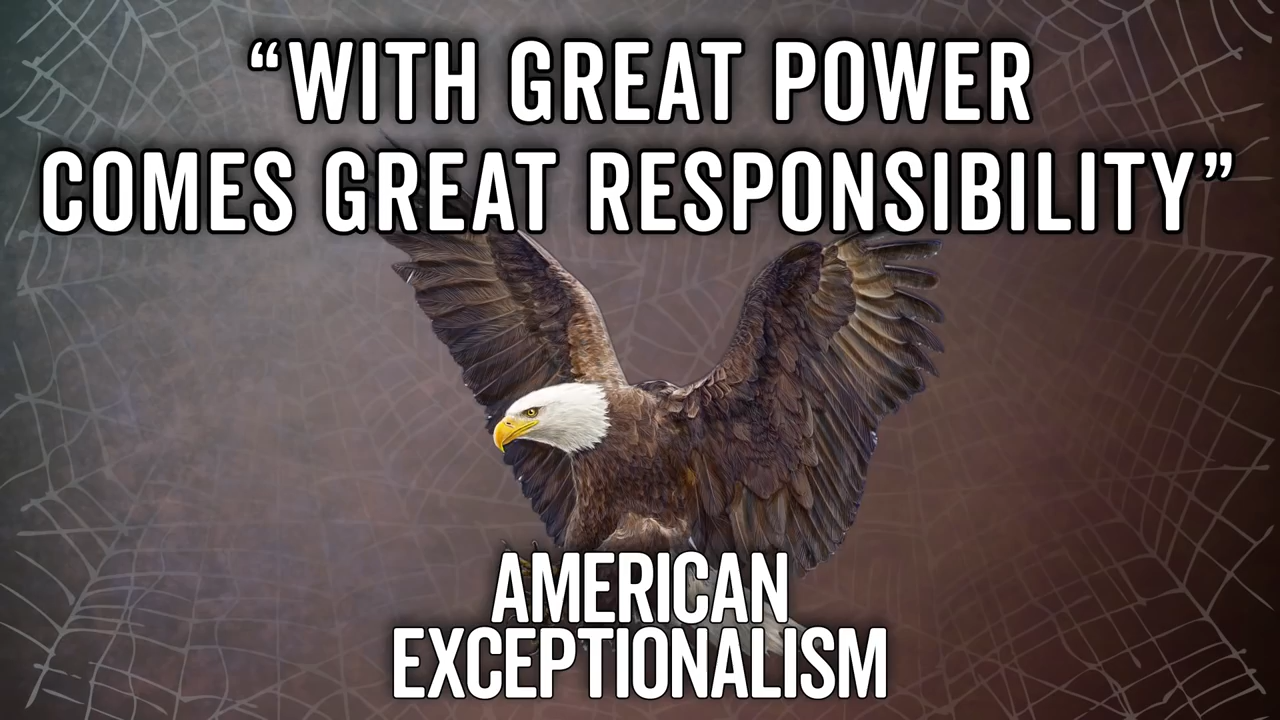 “WITH GREAT POWER
COMES GREAT RESPONSIBILITY”
AMERICAN
EXCEPTIONALISM